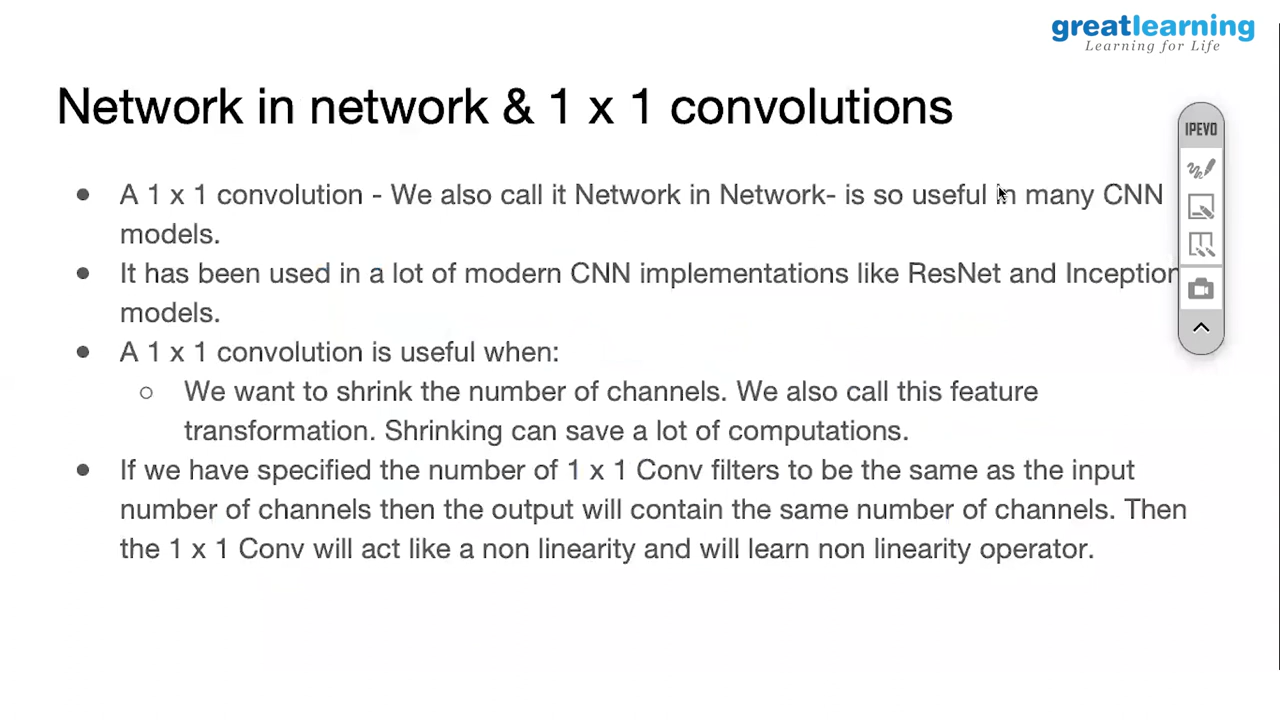 greatlearning
Learning for Life
Network in network & 1 x 1 convolutions
IPEVO
● A 1 x 1 convolution - We also call it Network in Network- is so useful in many CNN
models.
● It has been used in a lot of modern CNN implementations like ResNet and Inception
models.
● A 1 x 1 convolution is useful when:
○ We want to shrink the number of channels. We also call this feature
transformation. Shrinking can save a lot of computations.
● If we have specified the number of 1 x 1 Conv filters to be the same as the input
number of channels then the output will contain the same number of channels. Then
the 1 x 1 Conv will act like a non linearity and will learn non linearity operator.